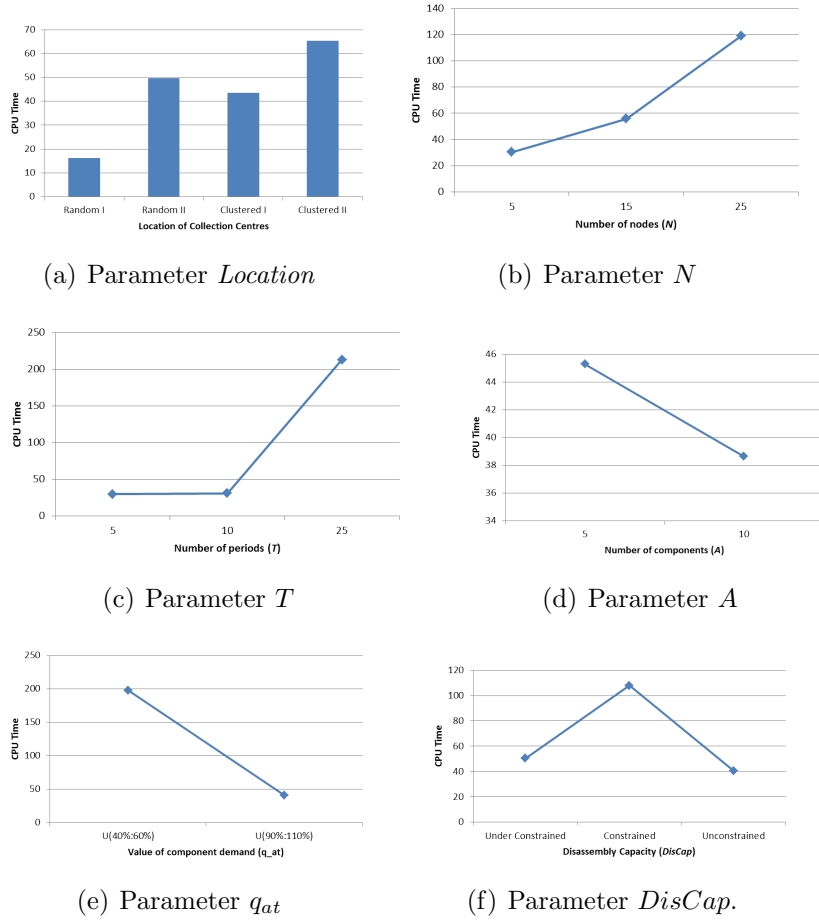 70
60
50
40
30
20
10
0
CPU Time
Random I Random II Clustered I Clustered II
Location of Collection Centres
(a) Parameter Location
140
120
100
80
60
40
20
0
CPU Time
5 15 25
Number of nodes (N)
(b) Parameter N
250
200
150
100
50
0
CPU Time
5 10 25
Number of periods (T)
(c) Parameter T
46
44
42
40
38
36
34
CPU Time
5 10
Number of components (A)
(d) Parameter A
250
200
150
100
50
0
CPU Time
U(40%:60%) U(90%:110%)
Value of component demand (q_at)
(e) Parameter q_at
120
100
80
60
40
20
0
CPU Time
Under Constrained Constrained Unconstrained
Disassembly Capacity (DisCap)
(f) Parameter DisCap.